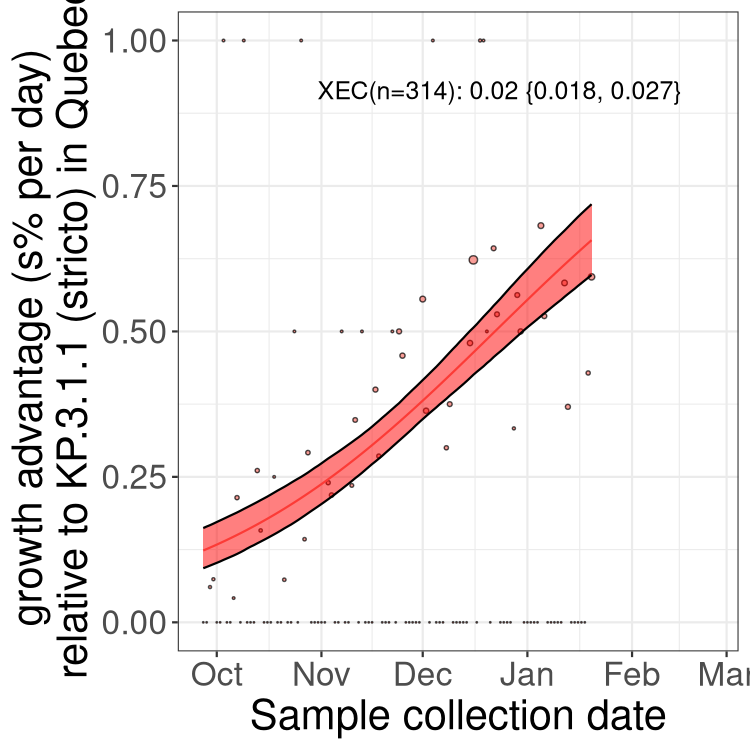 growth advantage (s% per day)
relative to KP.3.1.1 (stricto) in Quebec
1.00
0.75
0.50
0.25
0.00
XEC(n=314): 0.02 {0.018, 0.027}
Oct Nov Dec Jan Feb Mar
Sample collection date